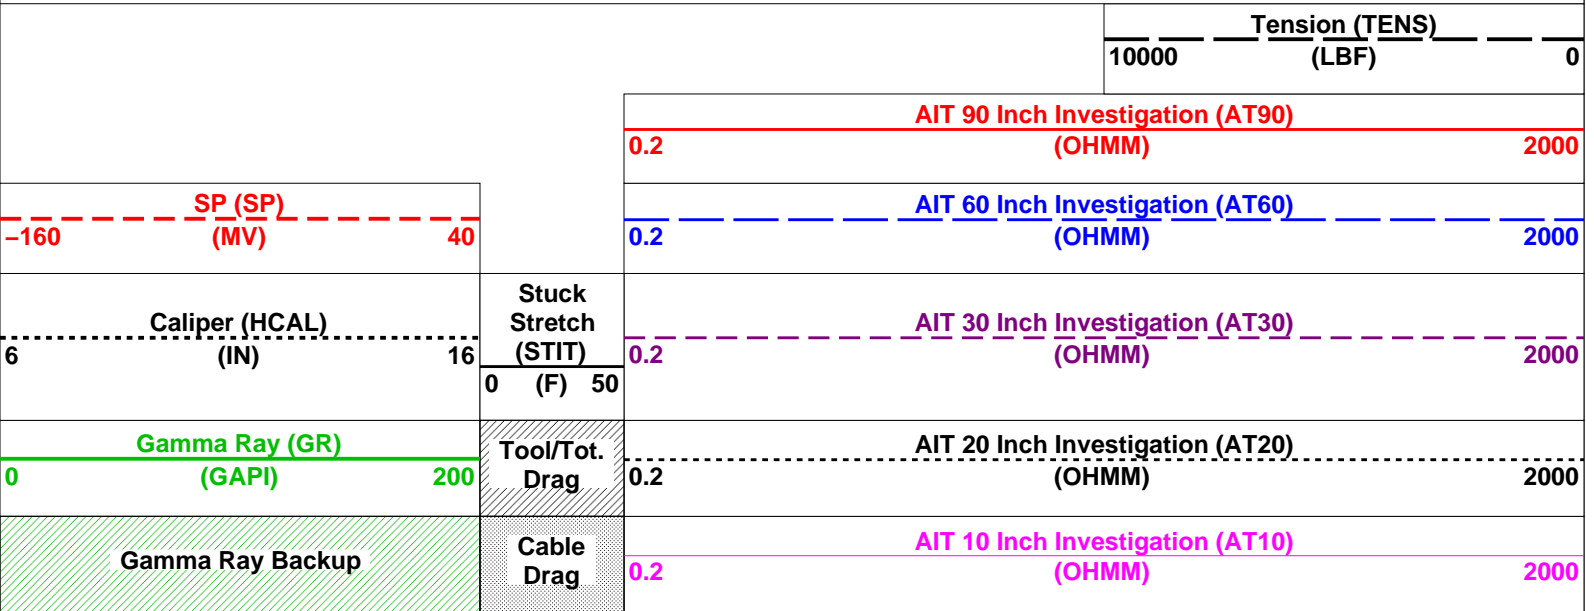 Tension (TENS)
10000 (LBF) 0
AIT 90 Inch Investigation (AT90)
0.2 (OHMM) 2000
SP (SP)
−160 (MV) 40
AIT 60 Inch Investigation (AT60)
0.2 (OHMM) 2000
Caliper (HCAL)
6 (IN) 16
Stuck
Stretch
(STIT)
0 (F) 50
AIT 30 Inch Investigation (AT30)
0.2 (OHMM) 2000
Gamma Ray (GR)
0 (GAPI) 200
Tool/Tot.
Drag
AIT 20 Inch Investigation (AT20)
0.2 (OHMM) 2000
Gamma Ray Backup
Cable
Drag
AIT 10 Inch Investigation (AT10)
0.2 (OHMM) 2000